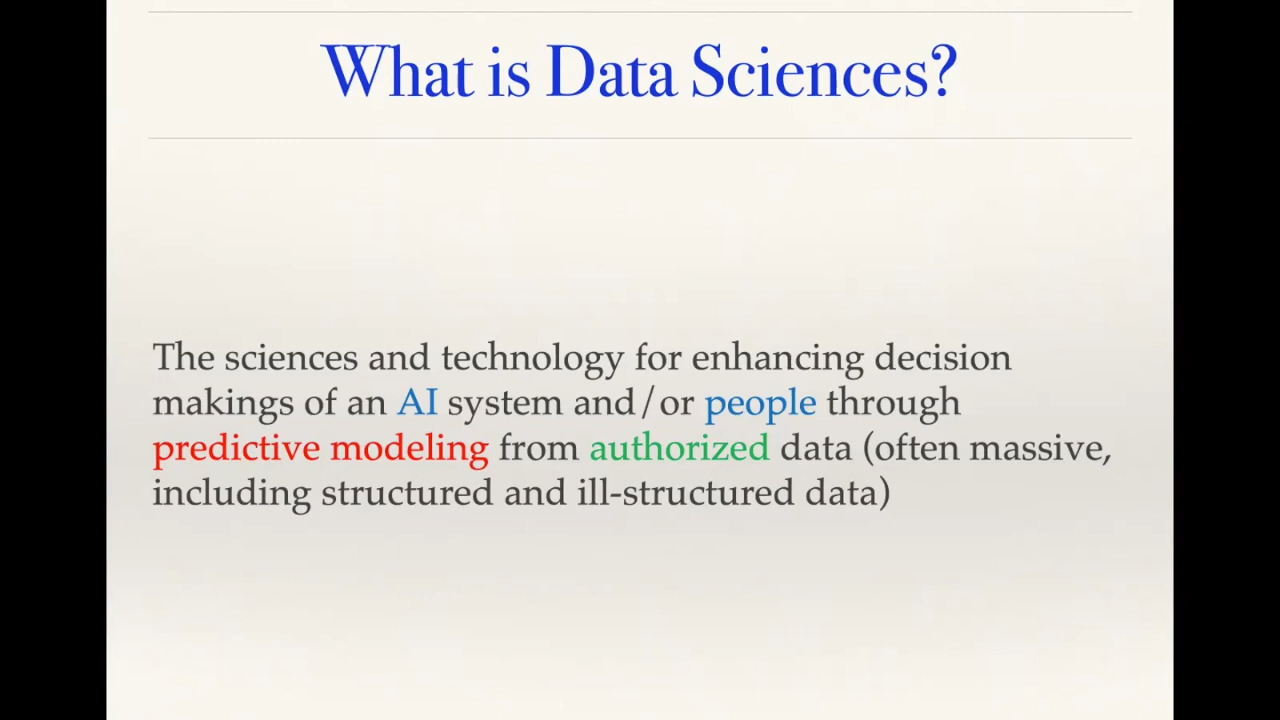 What is Data Sciences?
The sciences and technology for enhancing decision
makings of an AI system and/or people through
predictive modeling from authorized data (often massive,
including structured and ill-structured data)